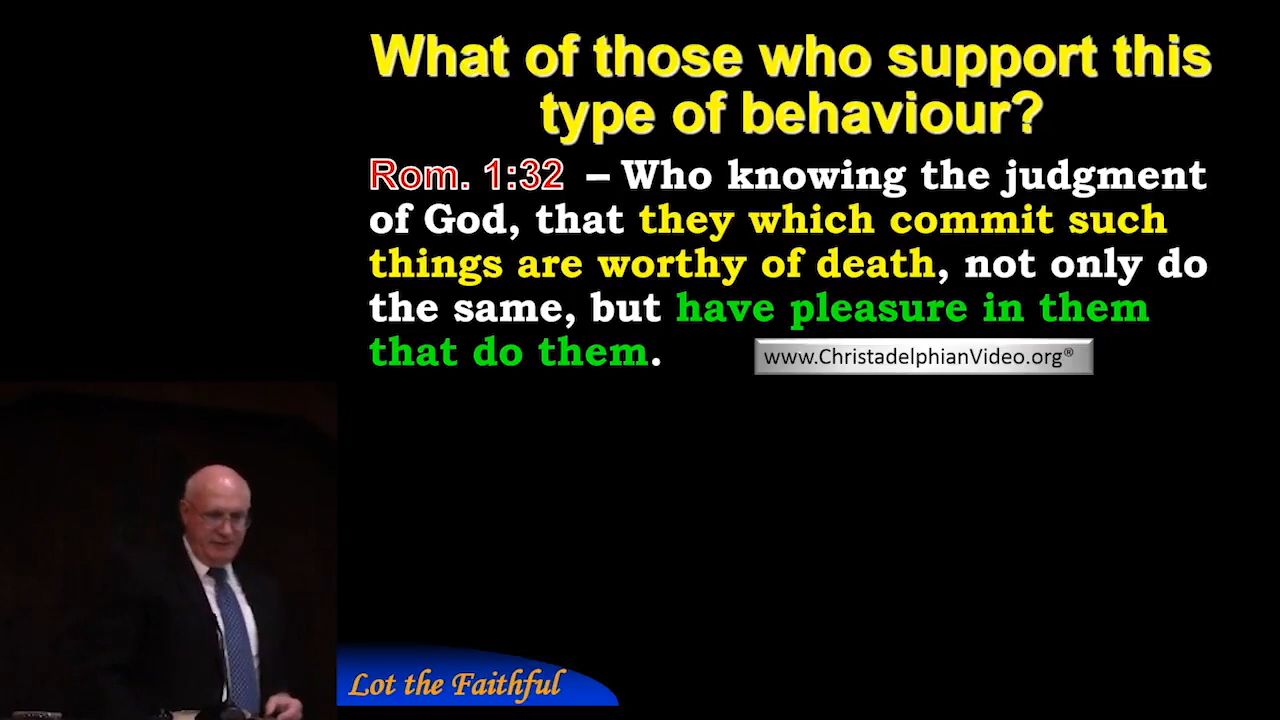 What of those who support this
type of behaviour?
Rom. 1:32 – Who knowing the judgment
of God, that they which commit such
things are worthy of death, not only do
the same, but have pleasure in them
that do them.
www.ChristadelphianVideo.org®
Lot the Faithful